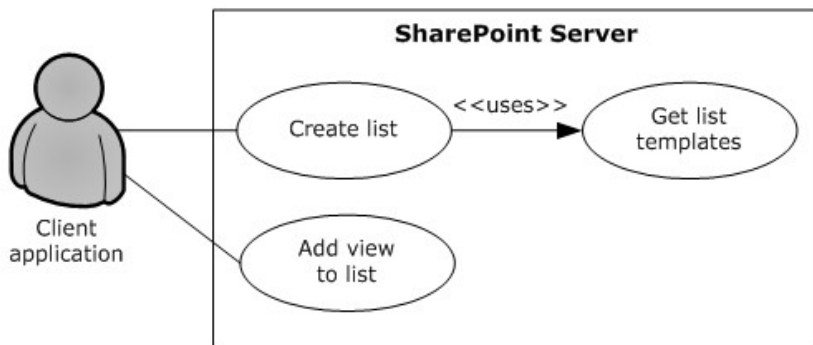 SharePoint Server
Create list
<<uses>>
Get list
templates
Client
application
Add view
to list